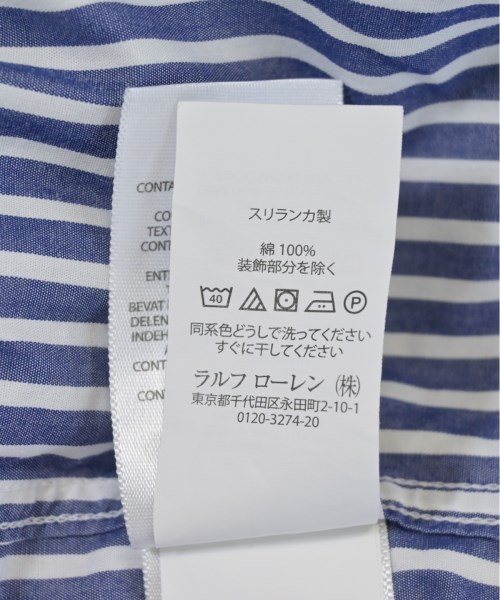 CONTA
CO
TEXT
CONT
ENT
V
BEVAT
DELEN
INDEH
A
CONT
CONT
スリランカ製
綿 100%
装飾部分を除く
40 P
同系色どうしで洗ってください
すぐに干してください
ラルフ ローレン (株)
東京都千代田区永田町2-10-1
0120-3274-20